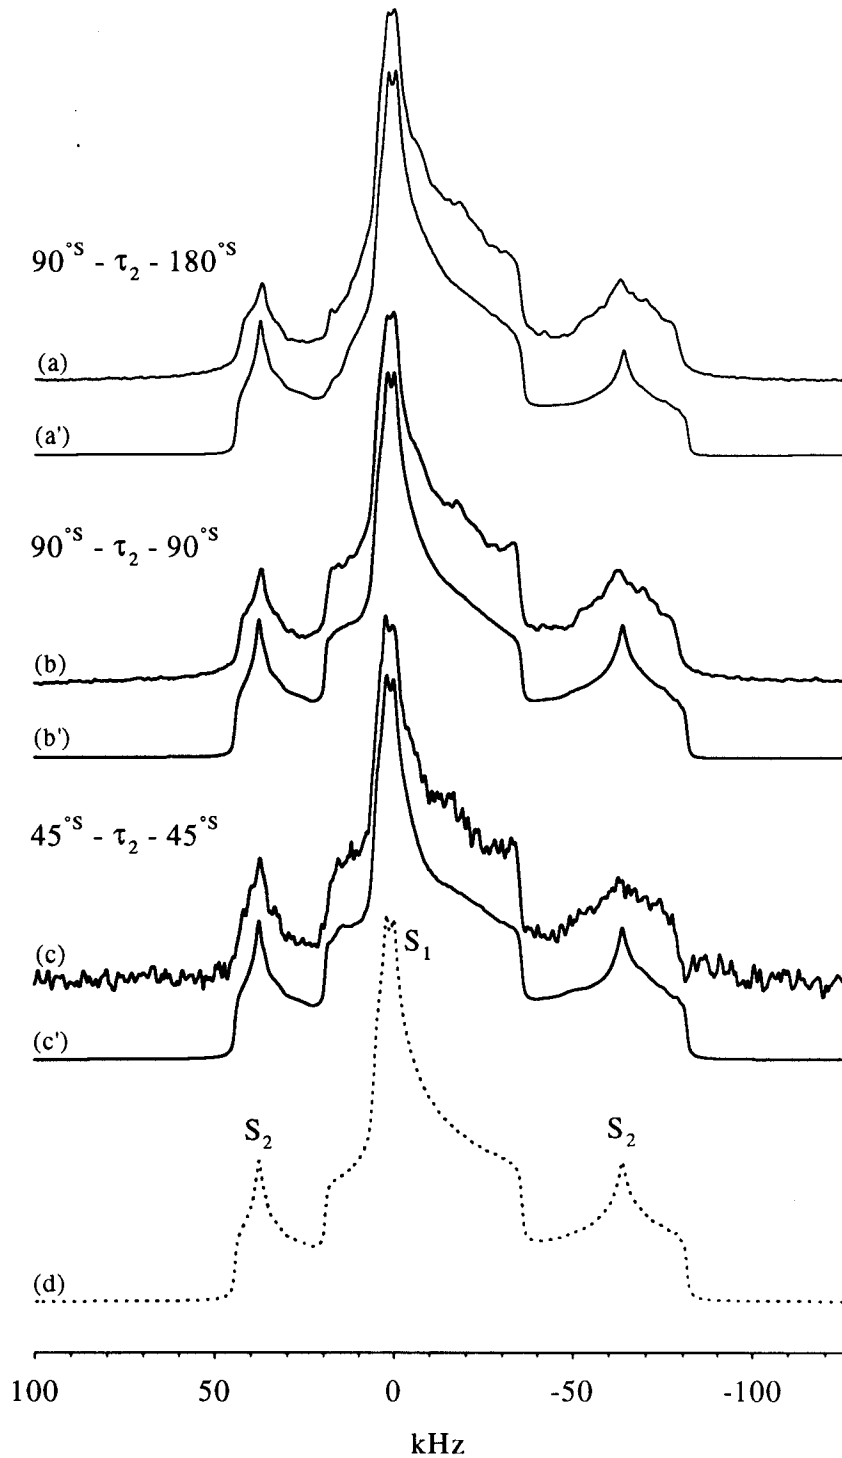 90°ˢ - τ₂ - 180°ˢ
(a)
(a')
90°ˢ - τ₂ - 90°ˢ
(b)
(b')
45°ˢ - τ₂ - 45°ˢ
(c)
S₁
(c')
S₂ S₂
(d)
100 50 0 -50 -100
kHz